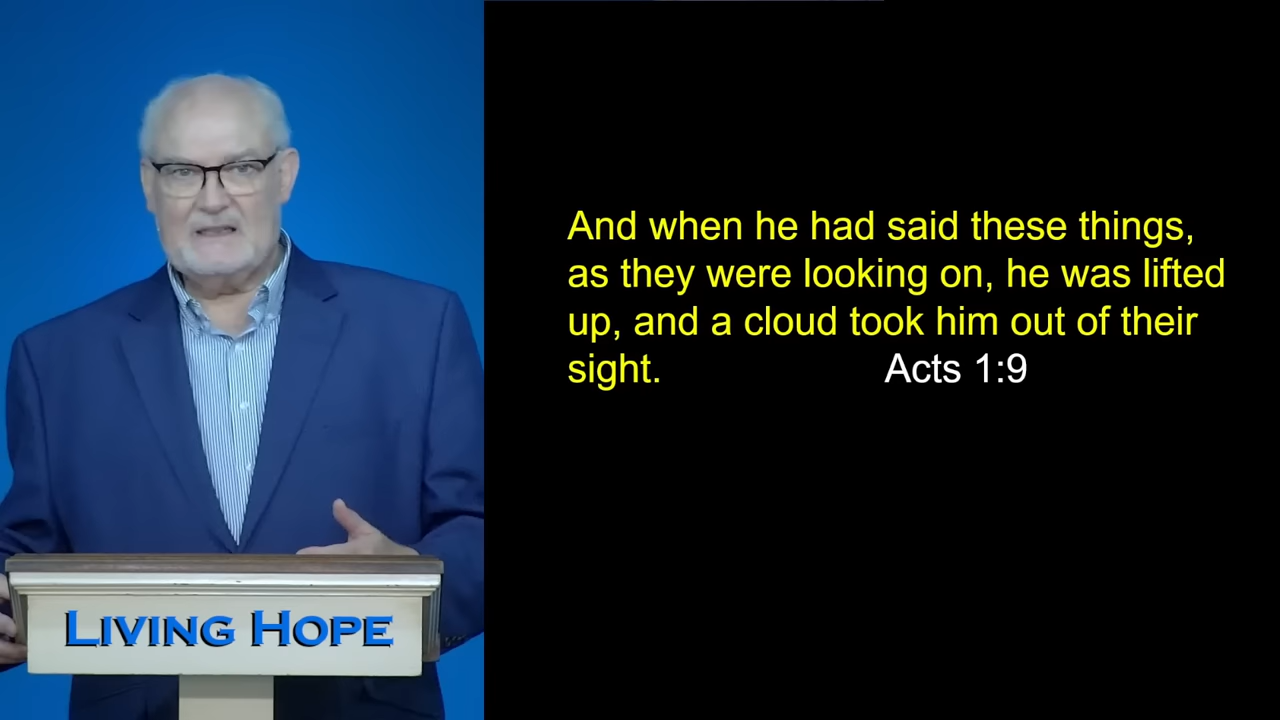 And when he had said these things,
as they were looking on, he was lifted
up, and a cloud took him out of their
sight. Acts 1:9
LIVING HOPE